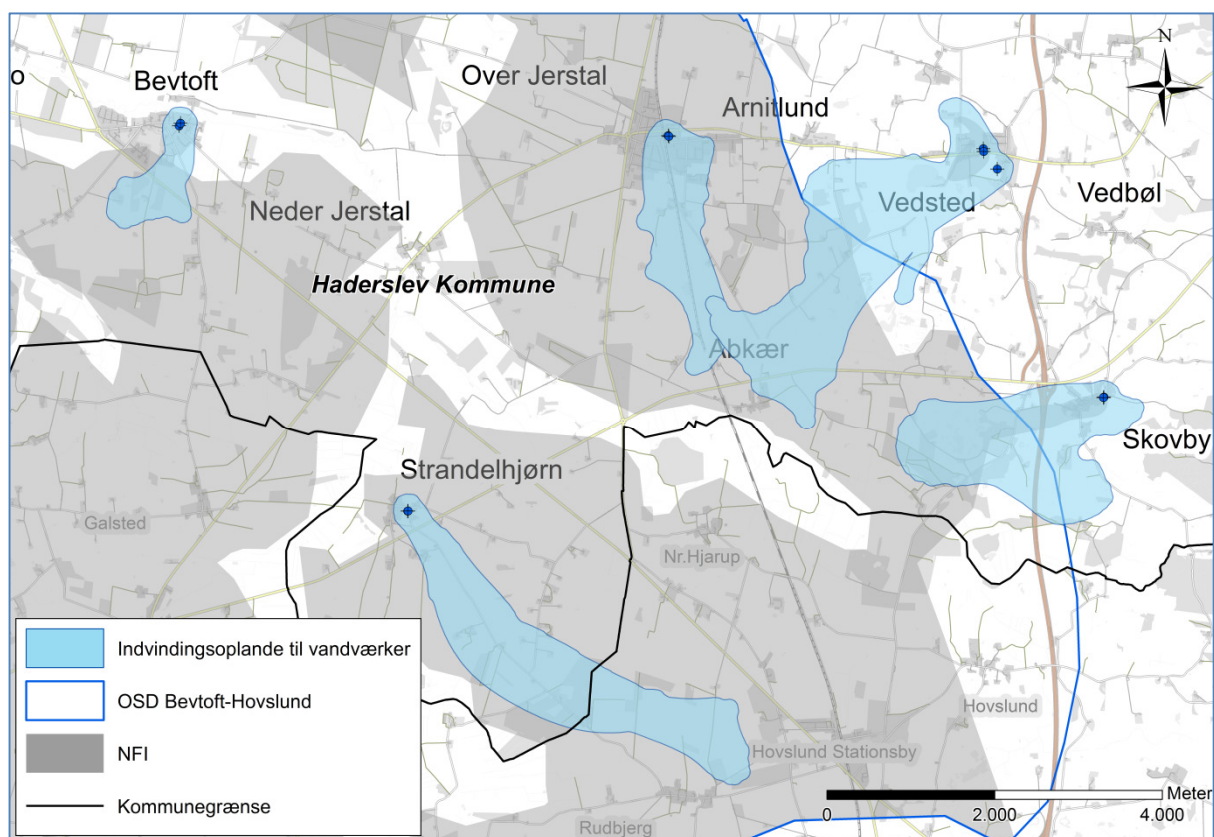 N
Bevtoft
Over Jerstal
o
Arnitlund
Vedsted
Vedbøl
Neder Jerstal
Haderslev Kommune
Abkær
Skovby
Strandelhjørn
Galsted
Nr.Hjarup
Hovslund
Hovslund Stationsby
Rudbjerg
Indvindingsoplande til vandværker
OSD Bevtoft-Hovslund
NFI
Kommunegrænse
Meter
0 2.000 4.000